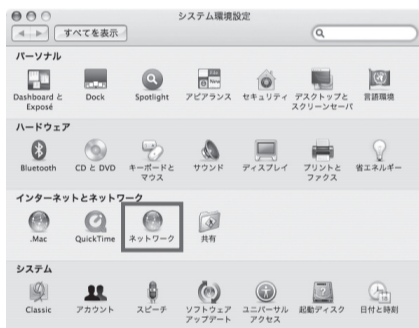 システム環境設定
すべてを表示
パーソナル
Dashboard と Exposé
Dock
Spotlight
アピアランス
セキュリティ
デスクトップと スクリーンセーバ
言語環境
ハードウェア
Bluetooth
CD と DVD
キーボードと マウス
サウンド
ディスプレイ
プリントと ファクス
省エネルギー
インターネットとネットワーク
.Mac
QuickTime
ネットワーク
共有
システム
Classic
アカウント
スピーチ
ソフトウェア アップデート
ユニバーサル アクセス
起動ディスク
日付と時刻